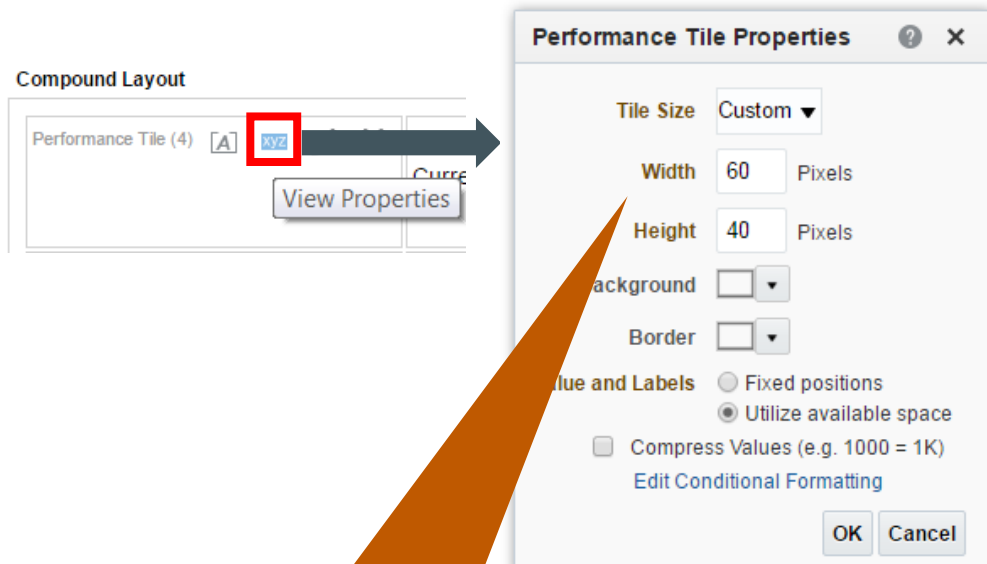 Compound Layout
Performance Tile (4) [A] xyz
View Properties
Performance Tile Properties ? ×
Tile Size Custom
Width 60 Pixels
Height 40 Pixels
ackground
Border
lue and Labels Fixed positions
Utilize available space
Compress Values (e.g. 1000 = 1K)
Edit Conditional Formatting
OK Cancel